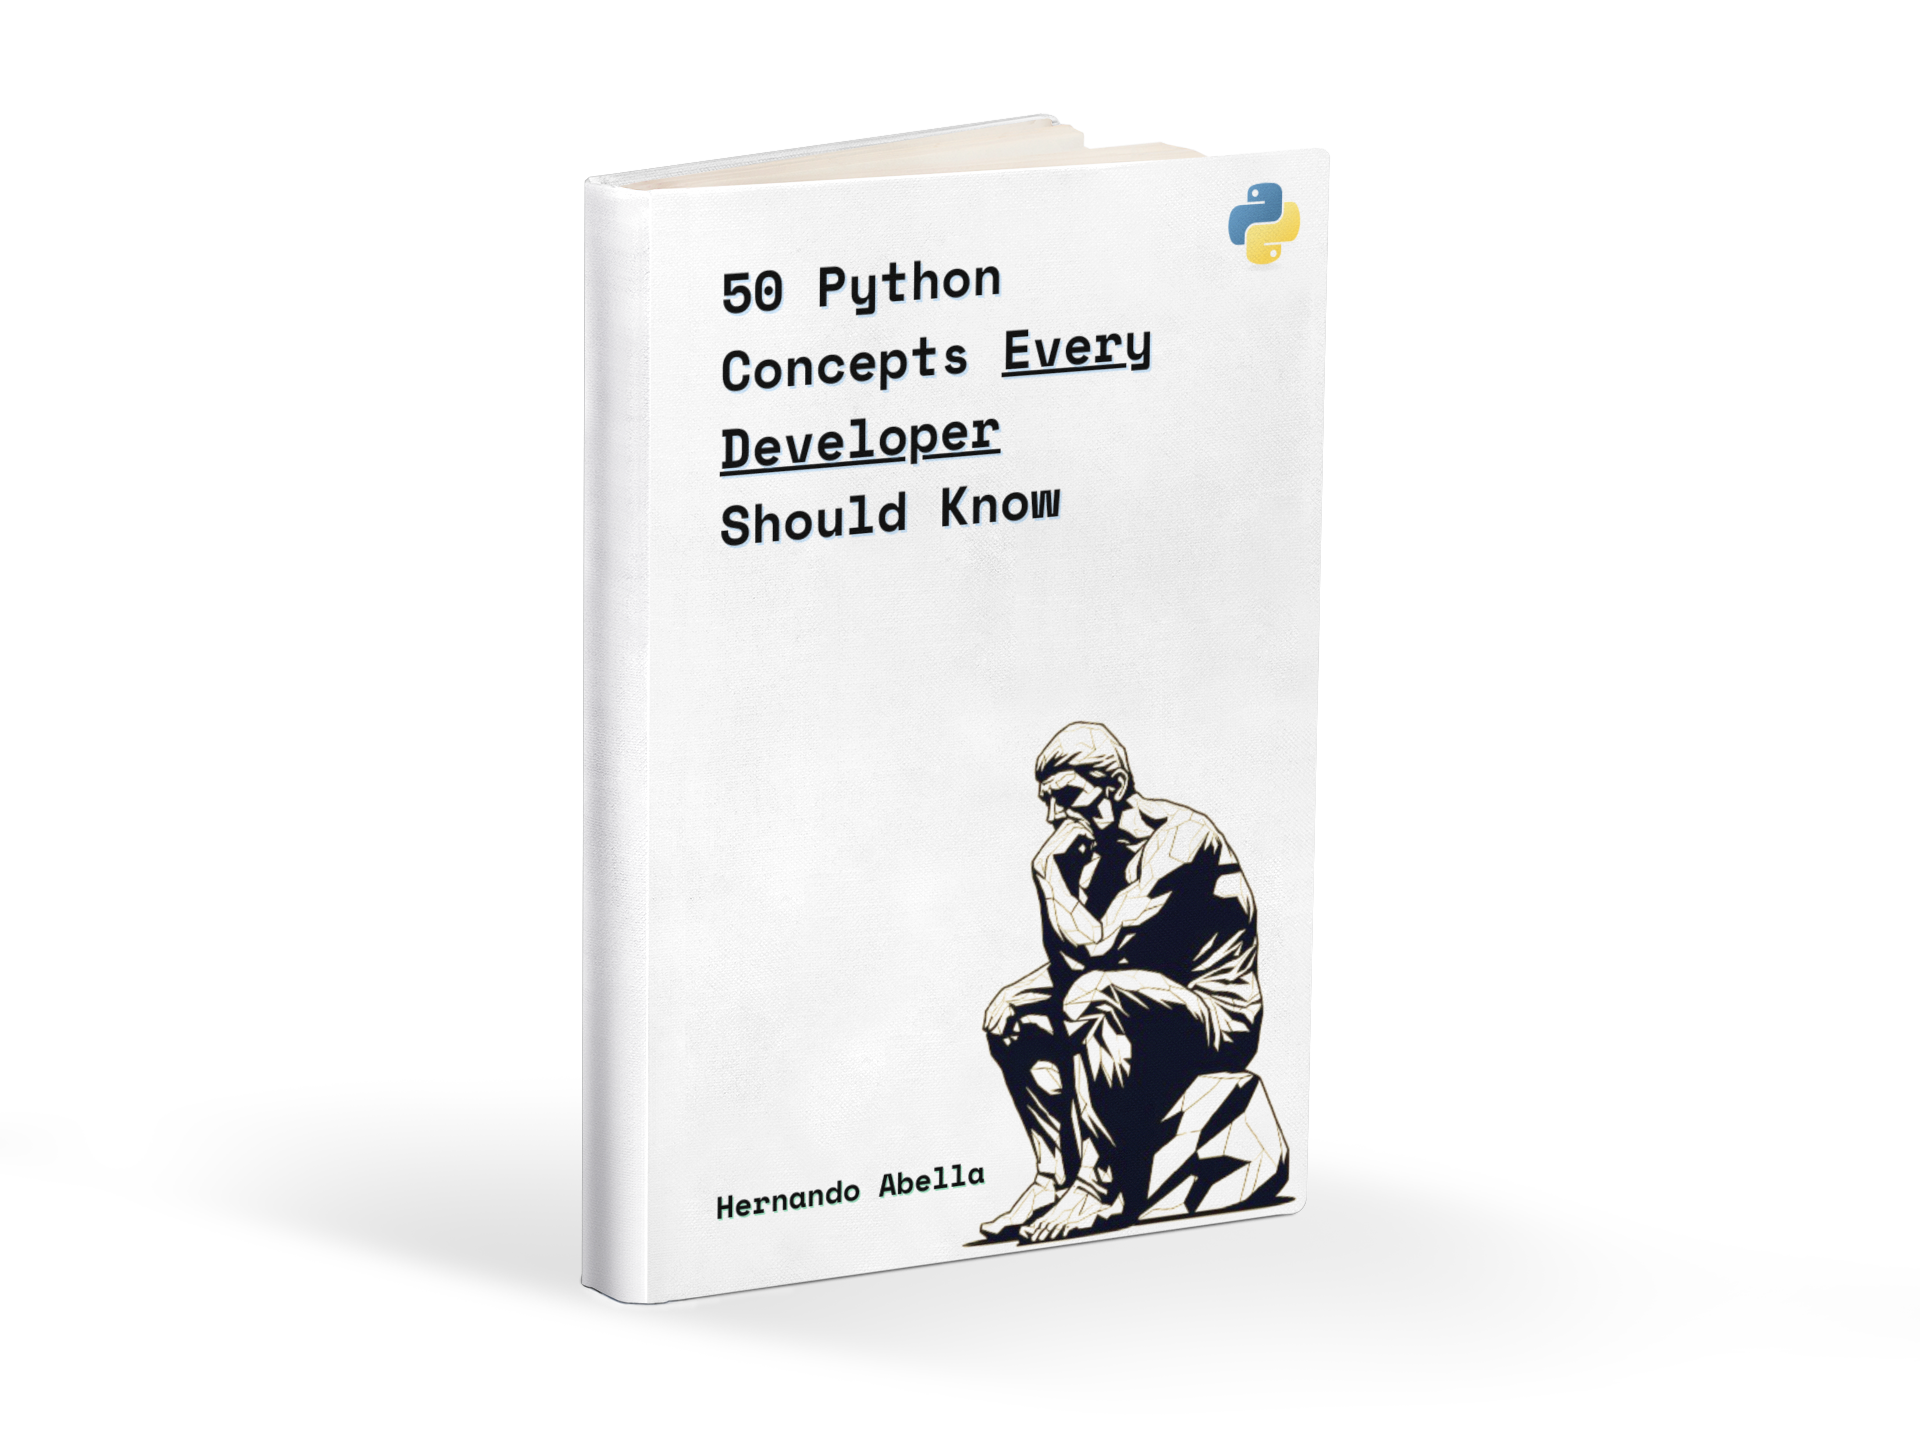 50 Python
Concepts Every
Developer
Should Know
Hernando Abella